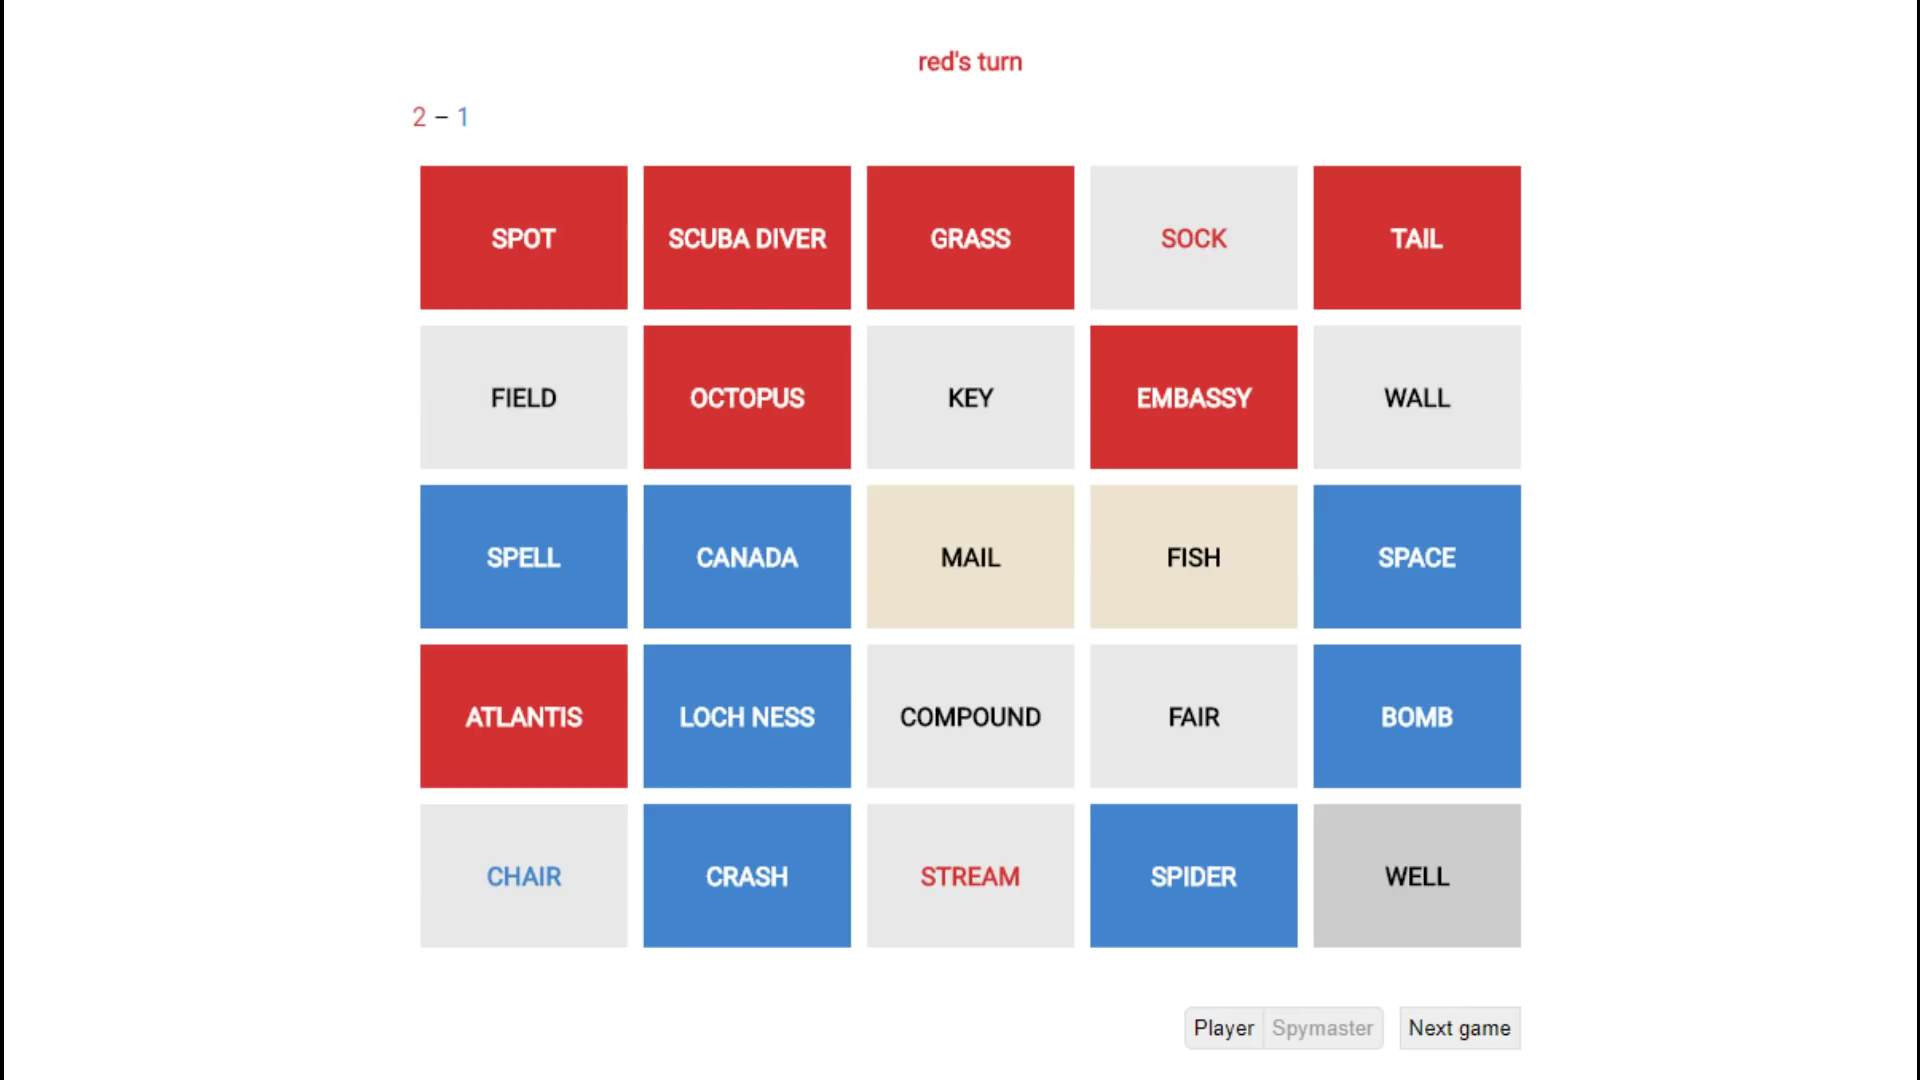 red's turn
2 – 1
SPOT SCUBA DIVER GRASS SOCK TAIL
FIELD OCTOPUS KEY EMBASSY WALL
SPELL CANADA MAIL FISH SPACE
ATLANTIS LOCH NESS COMPOUND FAIR BOMB
CHAIR CRASH STREAM SPIDER WELL
Player Spymaster Next game